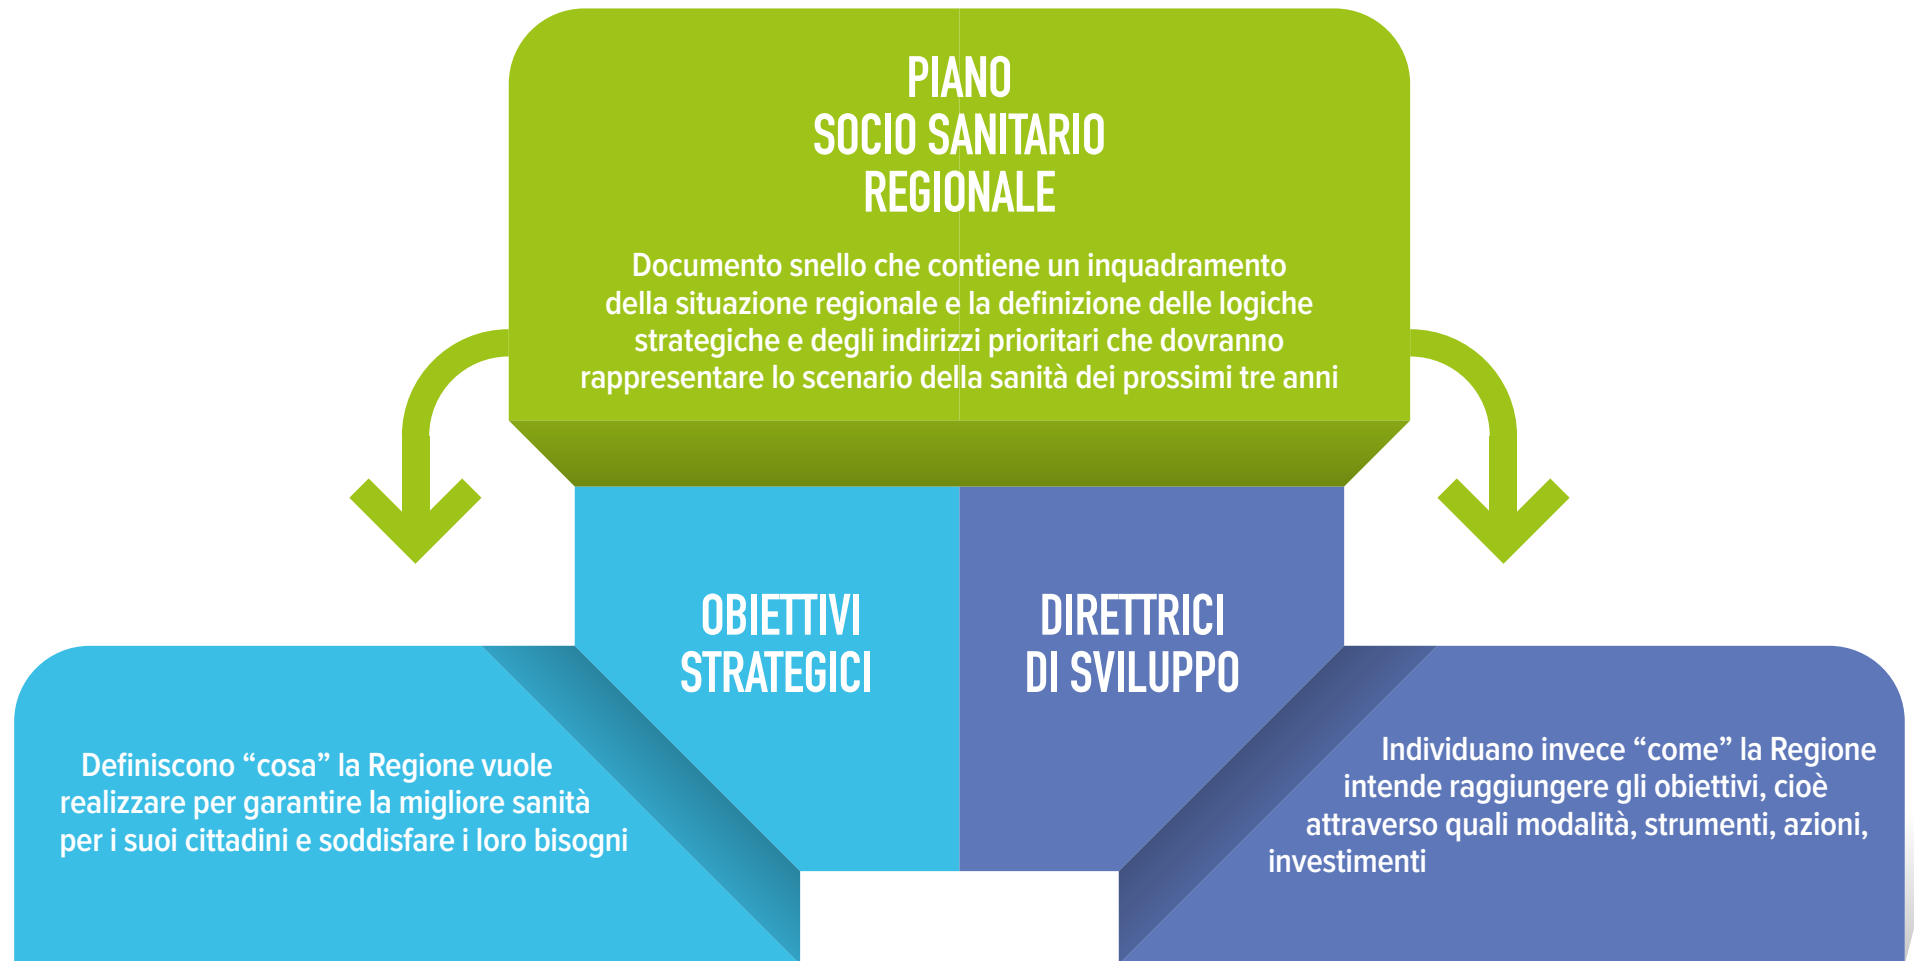 PIANO
SOCIO SANITARIO
REGIONALE
Documento snello che contiene un inquadramento
della situazione regionale e la definizione delle logiche
strategiche e degli indirizzi prioritari che dovranno
rappresentare lo scenario della sanità dei prossimi tre anni
OBIETTIVI
STRATEGICI
DIRETTRICI
DI SVILUPPO
Definiscono “cosa” la Regione vuole
realizzare per garantire la migliore sanità
per i suoi cittadini e soddisfare i loro bisogni
Individuano invece “come” la Regione
intende raggiungere gli obiettivi, cioè
attraverso quali modalità, strumenti, azioni,
investimenti